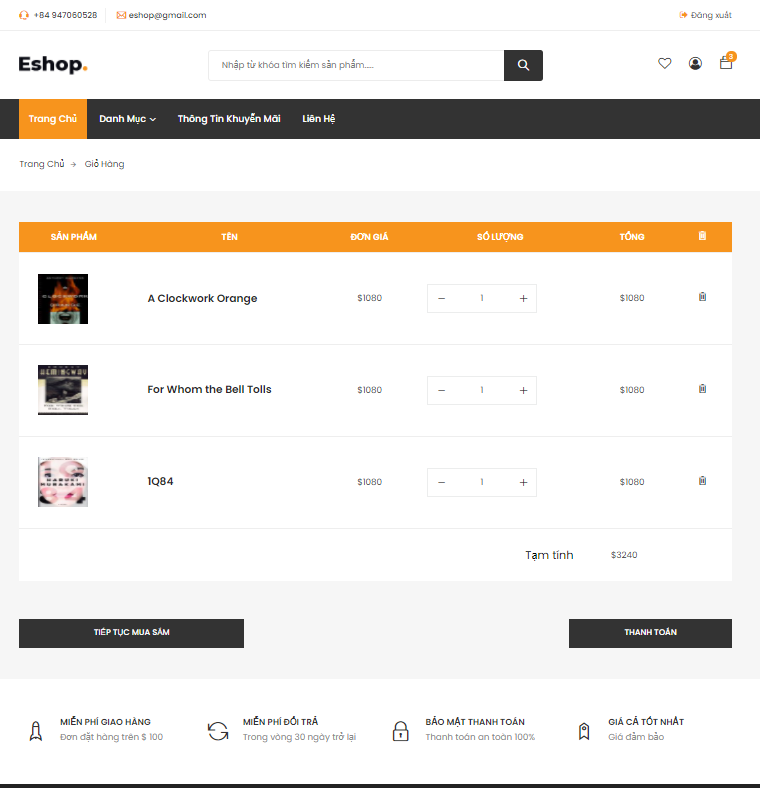 +84 947060528 eshop@gmail.com Đăng xuất
Eshop. Nhập từ khóa tìm kiếm sản phẩm..... 3
Trang Chủ Danh Mục Thông Tin Khuyến Mãi Liên Hệ
Trang Chủ → Giỏ Hàng
SẢN PHẨM TÊN ĐƠN GIÁ SỐ LƯỢNG TỔNG
A Clockwork Orange $1080 − 1 + $1080
For Whom the Bell Tolls $1080 − 1 + $1080
1Q84 $1080 − 1 + $1080
Tạm tính $3240
TIẾP TỤC MUA SẮM THANH TOÁN
MIỄN PHÍ GIAO HÀNG MIỄN PHÍ ĐỔI TRẢ BẢO MẬT THANH TOÁN GIÁ CẢ TỐT NHẤT
Đơn đặt hàng trên $ 100 Trong vòng 30 ngày trở lại Thanh toán an toàn 100% Giá đảm bảo